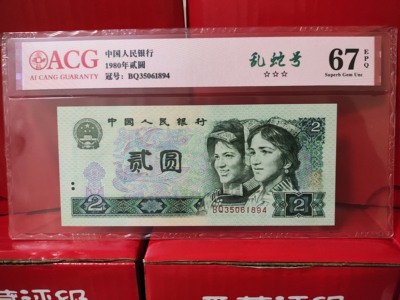 ACG
AI CANG GUARANTY
中国人民银行
1980年贰圆
冠号: BQ35061894
乱蛇号
☆☆☆
67 EPQ
Superb Gem Unc
中国人民银行
2
贰圆
BQ35061894
2
2